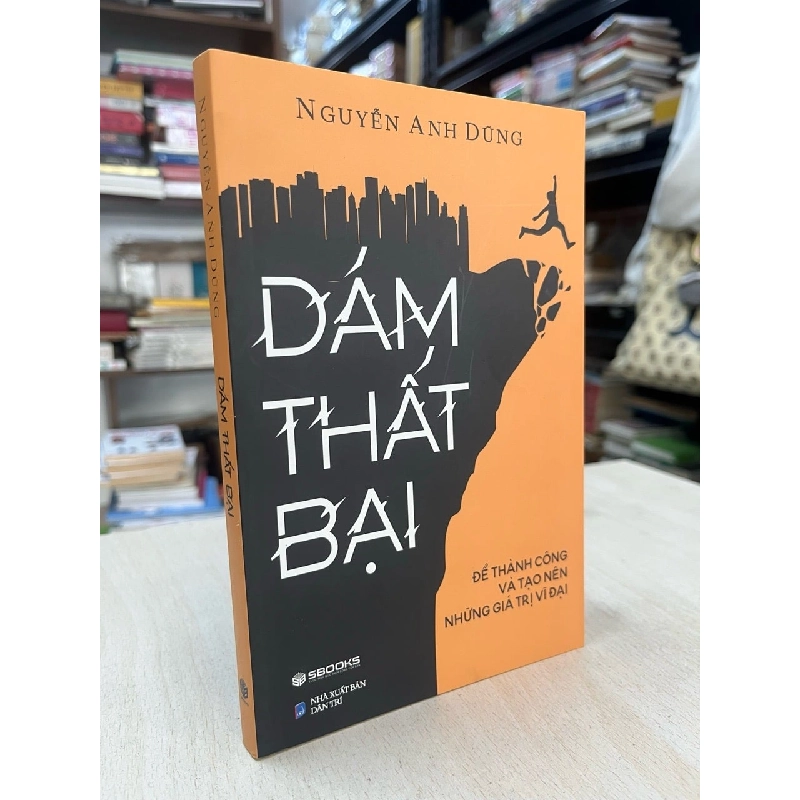 NGUYỄN ANH DŨNG
DÁM
THẤT
BẠI
ĐỂ THÀNH CÔNG
VÀ TẠO NÊN
NHỮNG GIÁ TRỊ VĨ ĐẠI
SBOOKS
NHÀ XUẤT BẢN
DÂN TRÍ
NGUYỄN ANH DŨNG
DÁM THẤT BẠI